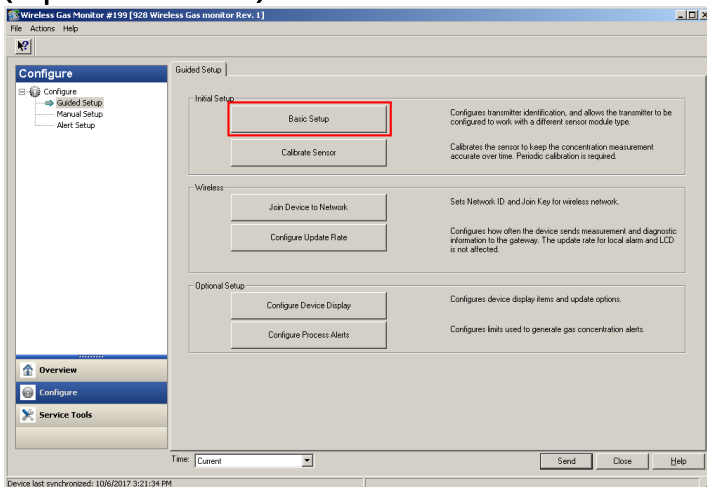 Wireless Gas Monitor #199 [928 Wireless Gas monitor Rev. 1]
File Actions Help
Configure
Configure
Guided Setup
Manual Setup
Alert Setup
Overview
Configure
Service Tools
Guided Setup
Initial Setup
Basic Setup
Configures transmitter identification, and allows the transmitter to be
configured to work with a different sensor module type.
Calibrate Sensor
Calibrates the sensor to keep the concentration measurement
accurate over time. Periodic calibration is required.
Wireless
Join Device to Network
Sets Network ID and Join Key for wireless network.
Configure Update Rate
Configures how often the device sends measurement and diagnostic
information to the gateway. The update rate for local alarm and LCD
is not affected.
Optional Setup
Configure Device Display
Configures device display items and update options.
Configure Process Alerts
Configures limits used to generate gas concentration alerts.
Time: Current
Send Close Help
Device last synchronized: 10/6/2017 3:21:34 PM